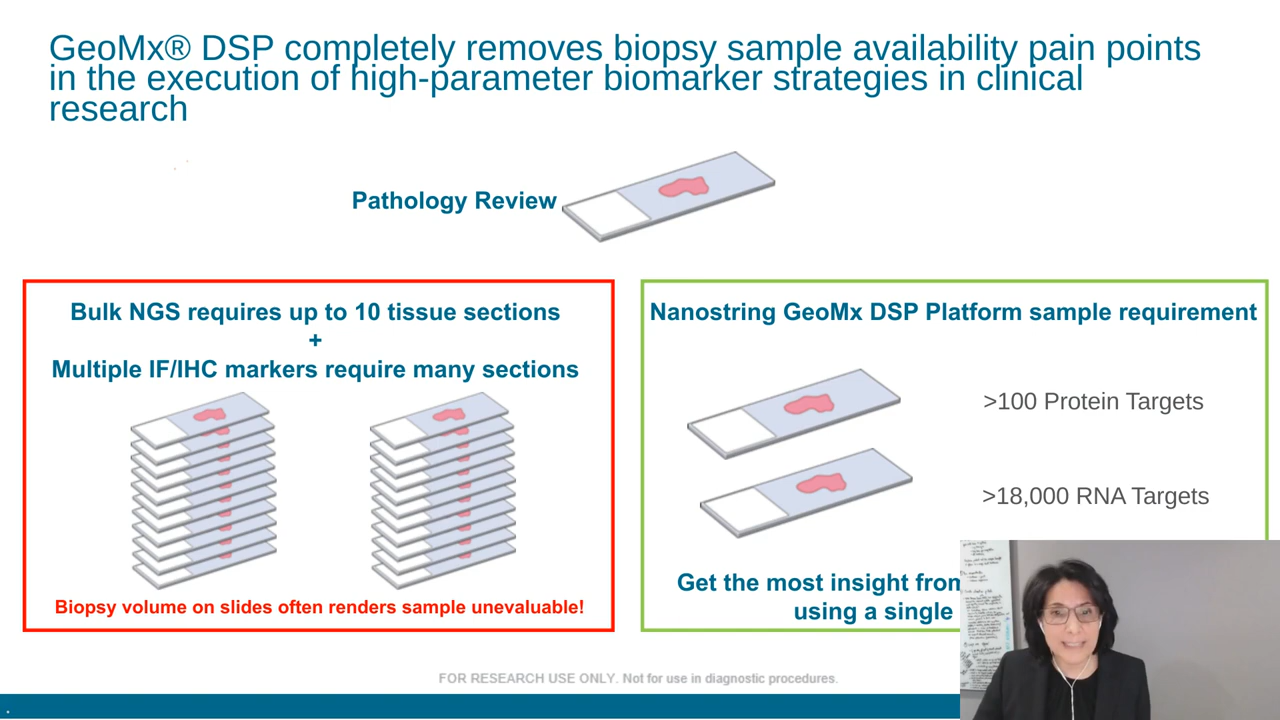 GeoMx® DSP completely removes biopsy sample availability pain points
in the execution of high-parameter biomarker strategies in clinical
research
Pathology Review
Bulk NGS requires up to 10 tissue sections
+
Multiple IF/IHC markers require many sections
Biopsy volume on slides often renders sample unevaluable!
Nanostring GeoMx DSP Platform sample requirement
>100 Protein Targets
>18,000 RNA Targets
Get the most insight from
using a single
FOR RESEARCH USE ONLY. Not for use in diagnostic procedures.